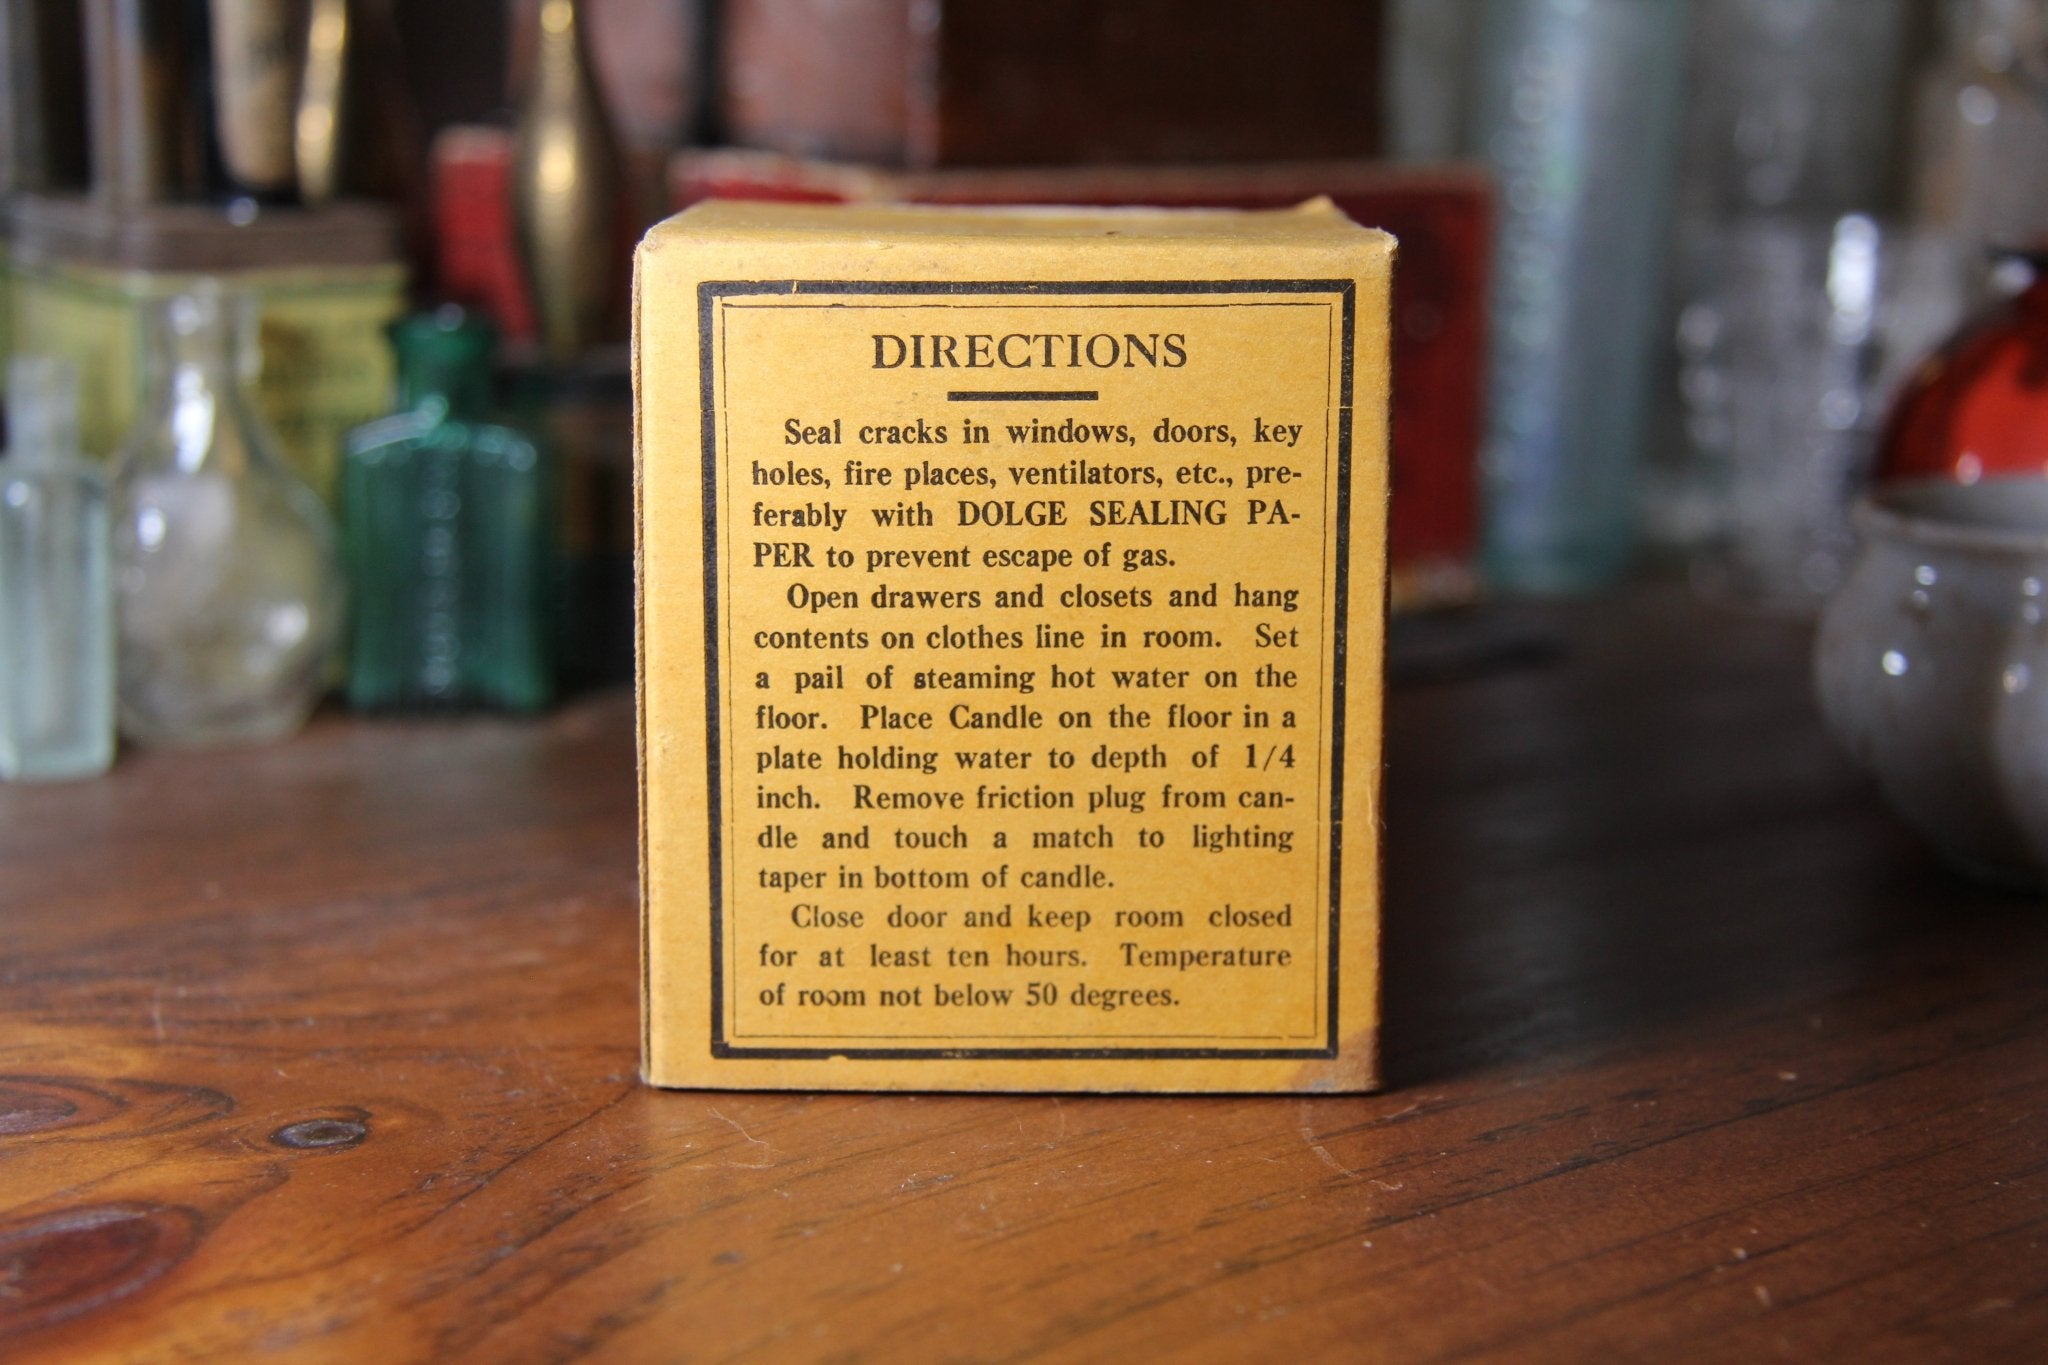 DIRECTIONS
Seal cracks in windows, doors, key
holes, fire places, ventilators, etc., pre-
ferably with DOLGE SEALING PA-
PER to prevent escape of gas.
Open drawers and closets and hang
contents on clothes line in room. Set
a pail of steaming hot water on the
floor. Place Candle on the floor in a
plate holding water to depth of 1/4
inch. Remove friction plug from can-
dle and touch a match to lighting
taper in bottom of candle.
Close door and keep room closed
for at least ten hours. Temperature
of room not below 50 degrees.